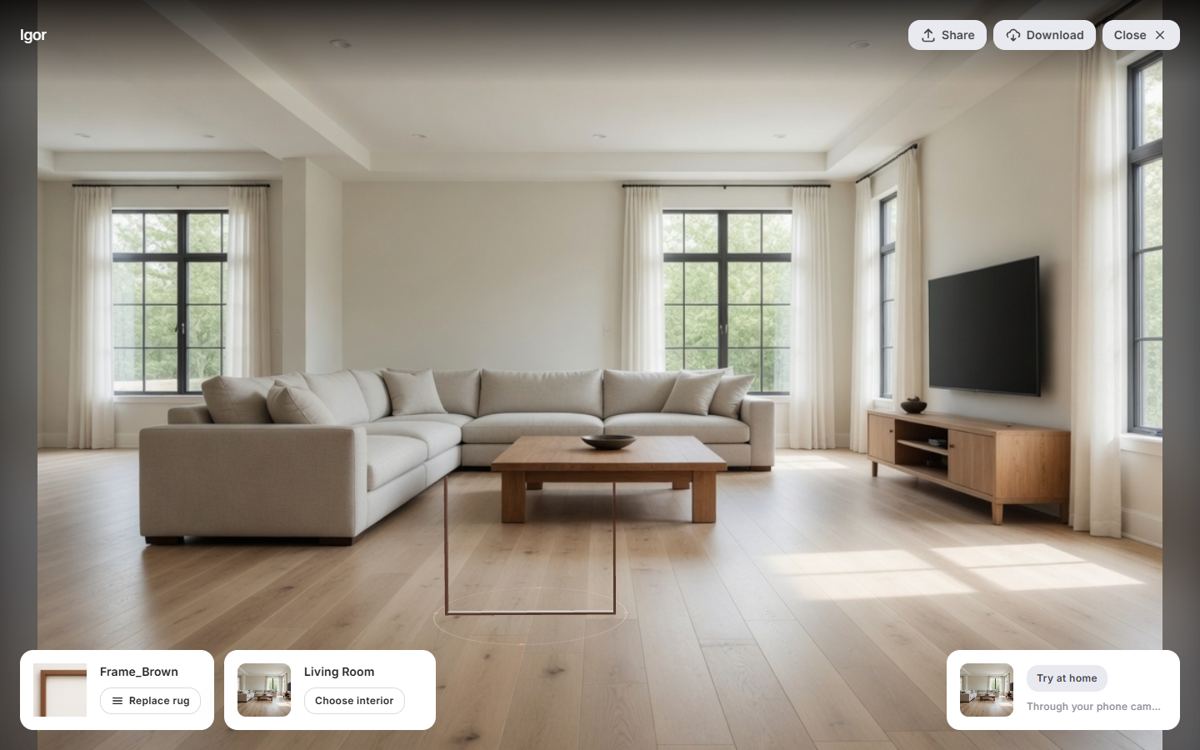 Igor
Share
Download
Close
Frame_Brown
Replace rug
Living Room
Choose interior
Try at home
Through your phone cam...